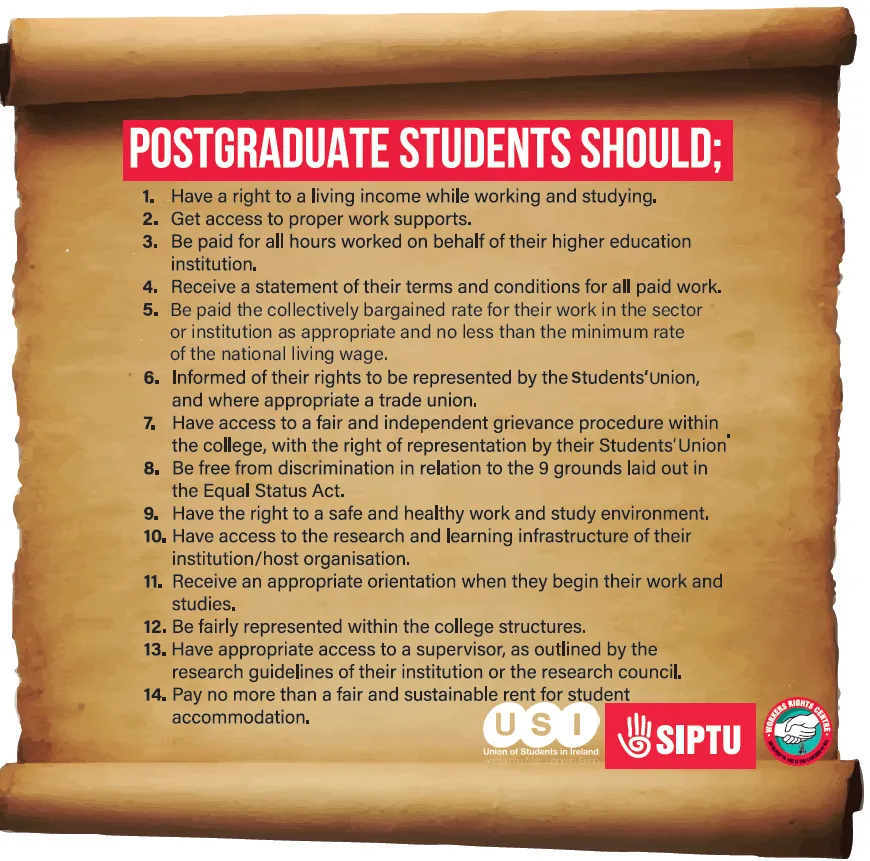 POSTGRADUATE STUDENTS SHOULD;
1. Have a right to a living income while working and studying.
2. Get access to proper work supports.
3. Be paid for all hours worked on behalf of their higher education
institution.
4. Receive a statement of their terms and conditions for all paid work.
5. Be paid the collectively bargained rate for their work in the sector
or institution as appropriate and no less than the minimum rate
of the national living wage.
6. Informed of their rights to be represented by the Students' Union,
and where appropriate a trade union.
7. Have access to a fair and independent grievance procedure within
the college, with the right of representation by their Students' Union.
8. Be free from discrimination in relation to the 9 grounds laid out in
the Equal Status Act.
9. Have the right to a safe and healthy work and study environment.
10. Have access to the research and learning infrastructure of their
institution/host organisation.
11. Receive an appropriate orientation when they begin their work and
studies.
12. Be fairly represented within the college structures.
13. Have appropriate access to a supervisor, as outlined by the
research guidelines of their institution or the research council.
14. Pay no more than a fair and sustainable rent for student
accommodation.
USI
Union of Students in Ireland
SIPTU
WORKERS RIGHTS CENTRE